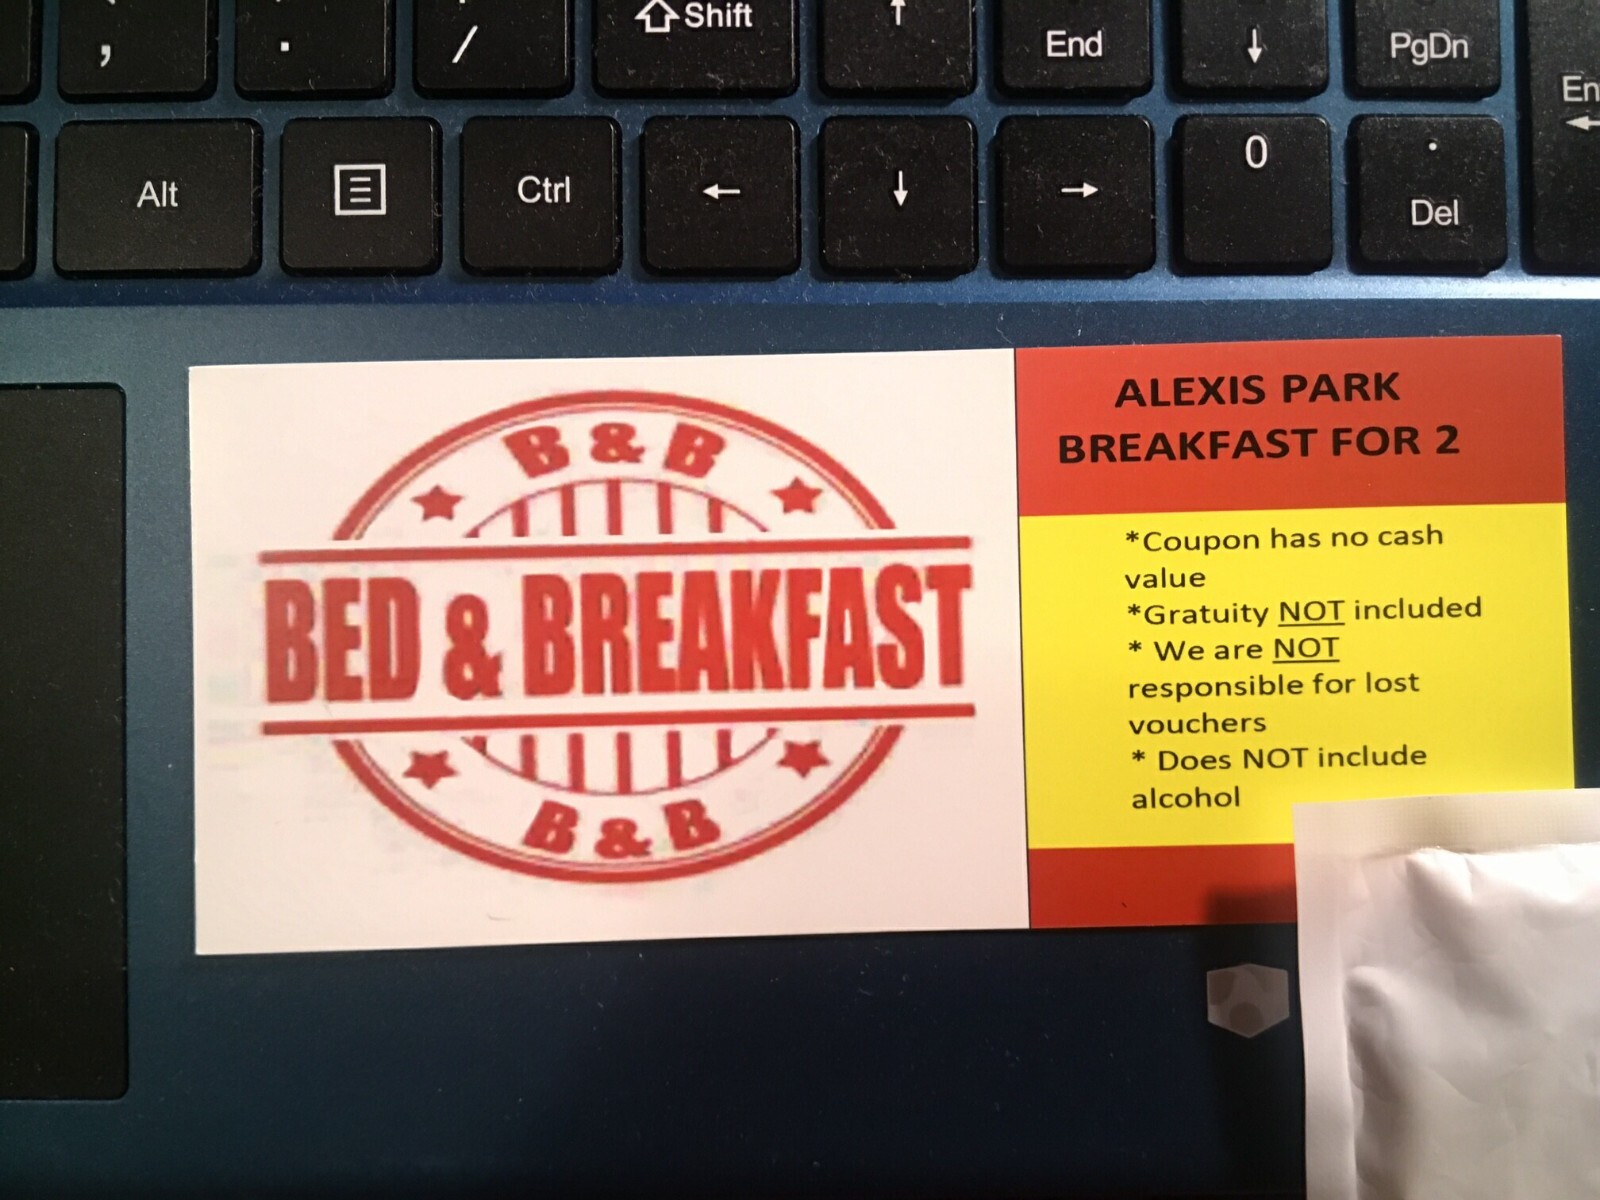 ,
.
/
Shift
↑
End
↓
PgDn
En
←
Alt
Ctrl
←
↓
→
0
.
Del
B & B
BED & BREAKFAST
B & B
ALEXIS PARK
BREAKFAST FOR 2
*Coupon has no cash
value
*Gratuity NOT included
* We are NOT
responsible for lost
vouchers
* Does NOT include
alcohol